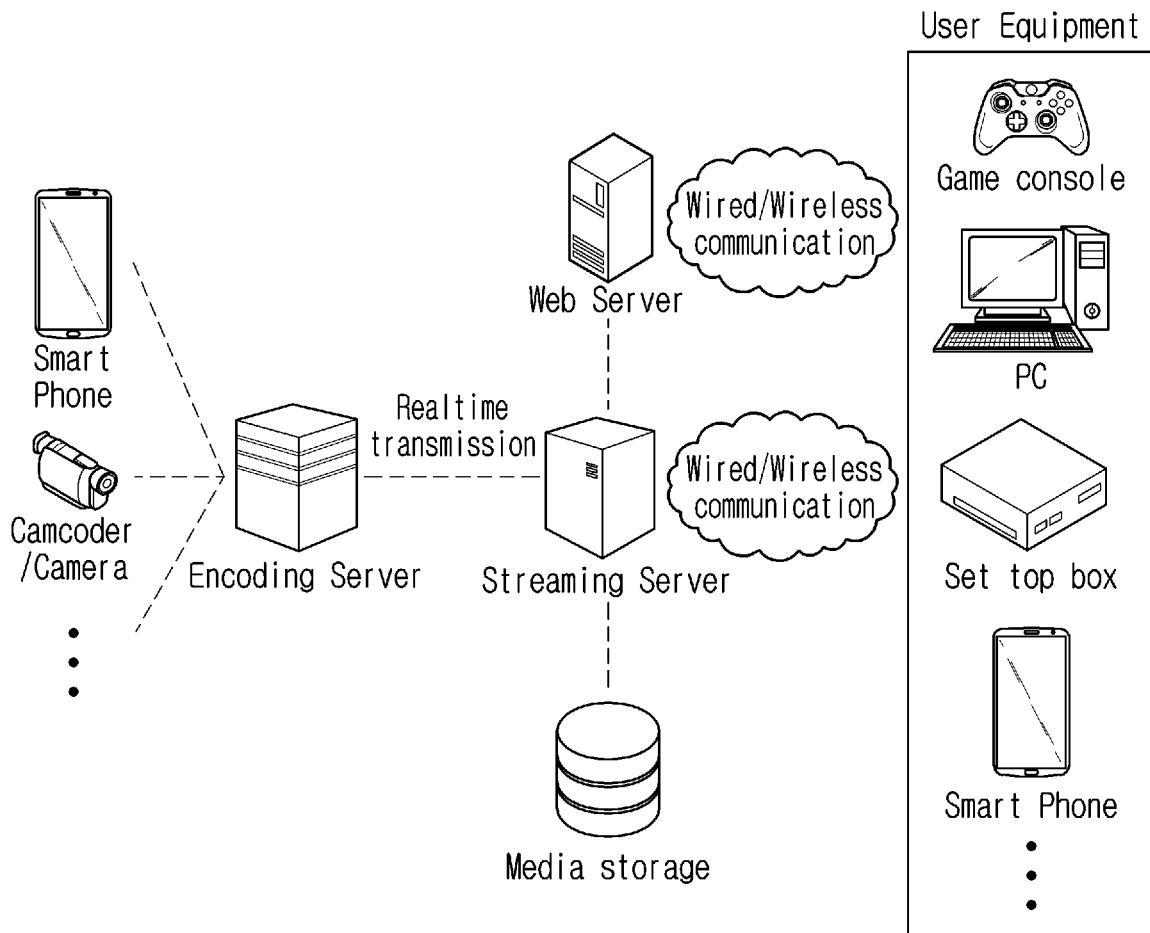 User Equipment
Game console
Wired/Wireless
communication
Web Server
Smart
Phone
PC
Realtime
transmission
Wired/Wireless
communication
Camcoder
/Camera
Encoding Server
Streaming Server
Set top box
Smart Phone
Media storage